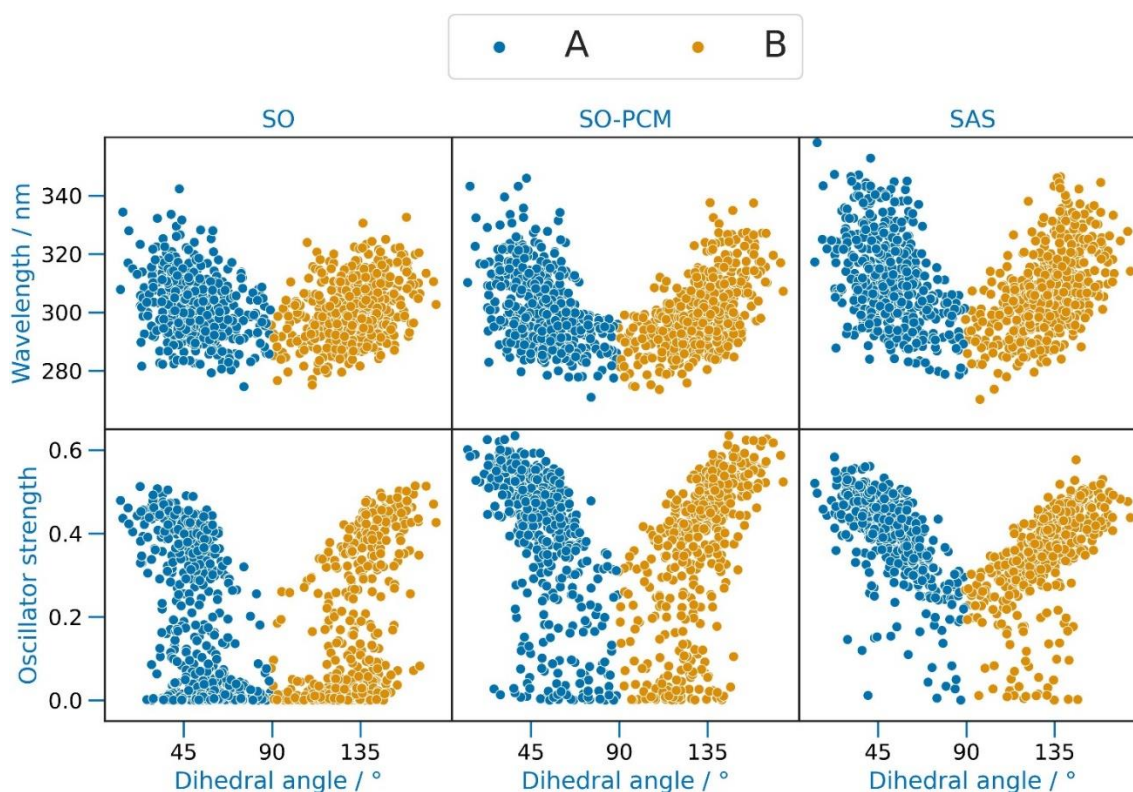 A B
SO SO-PCM SAS
Wavelength / nm
340
320
300
280
Oscillator strength
0.6
0.4
0.2
0.0
45 90 135 45 90 135 45 90 135
Dihedral angle / ° Dihedral angle / ° Dihedral angle / °